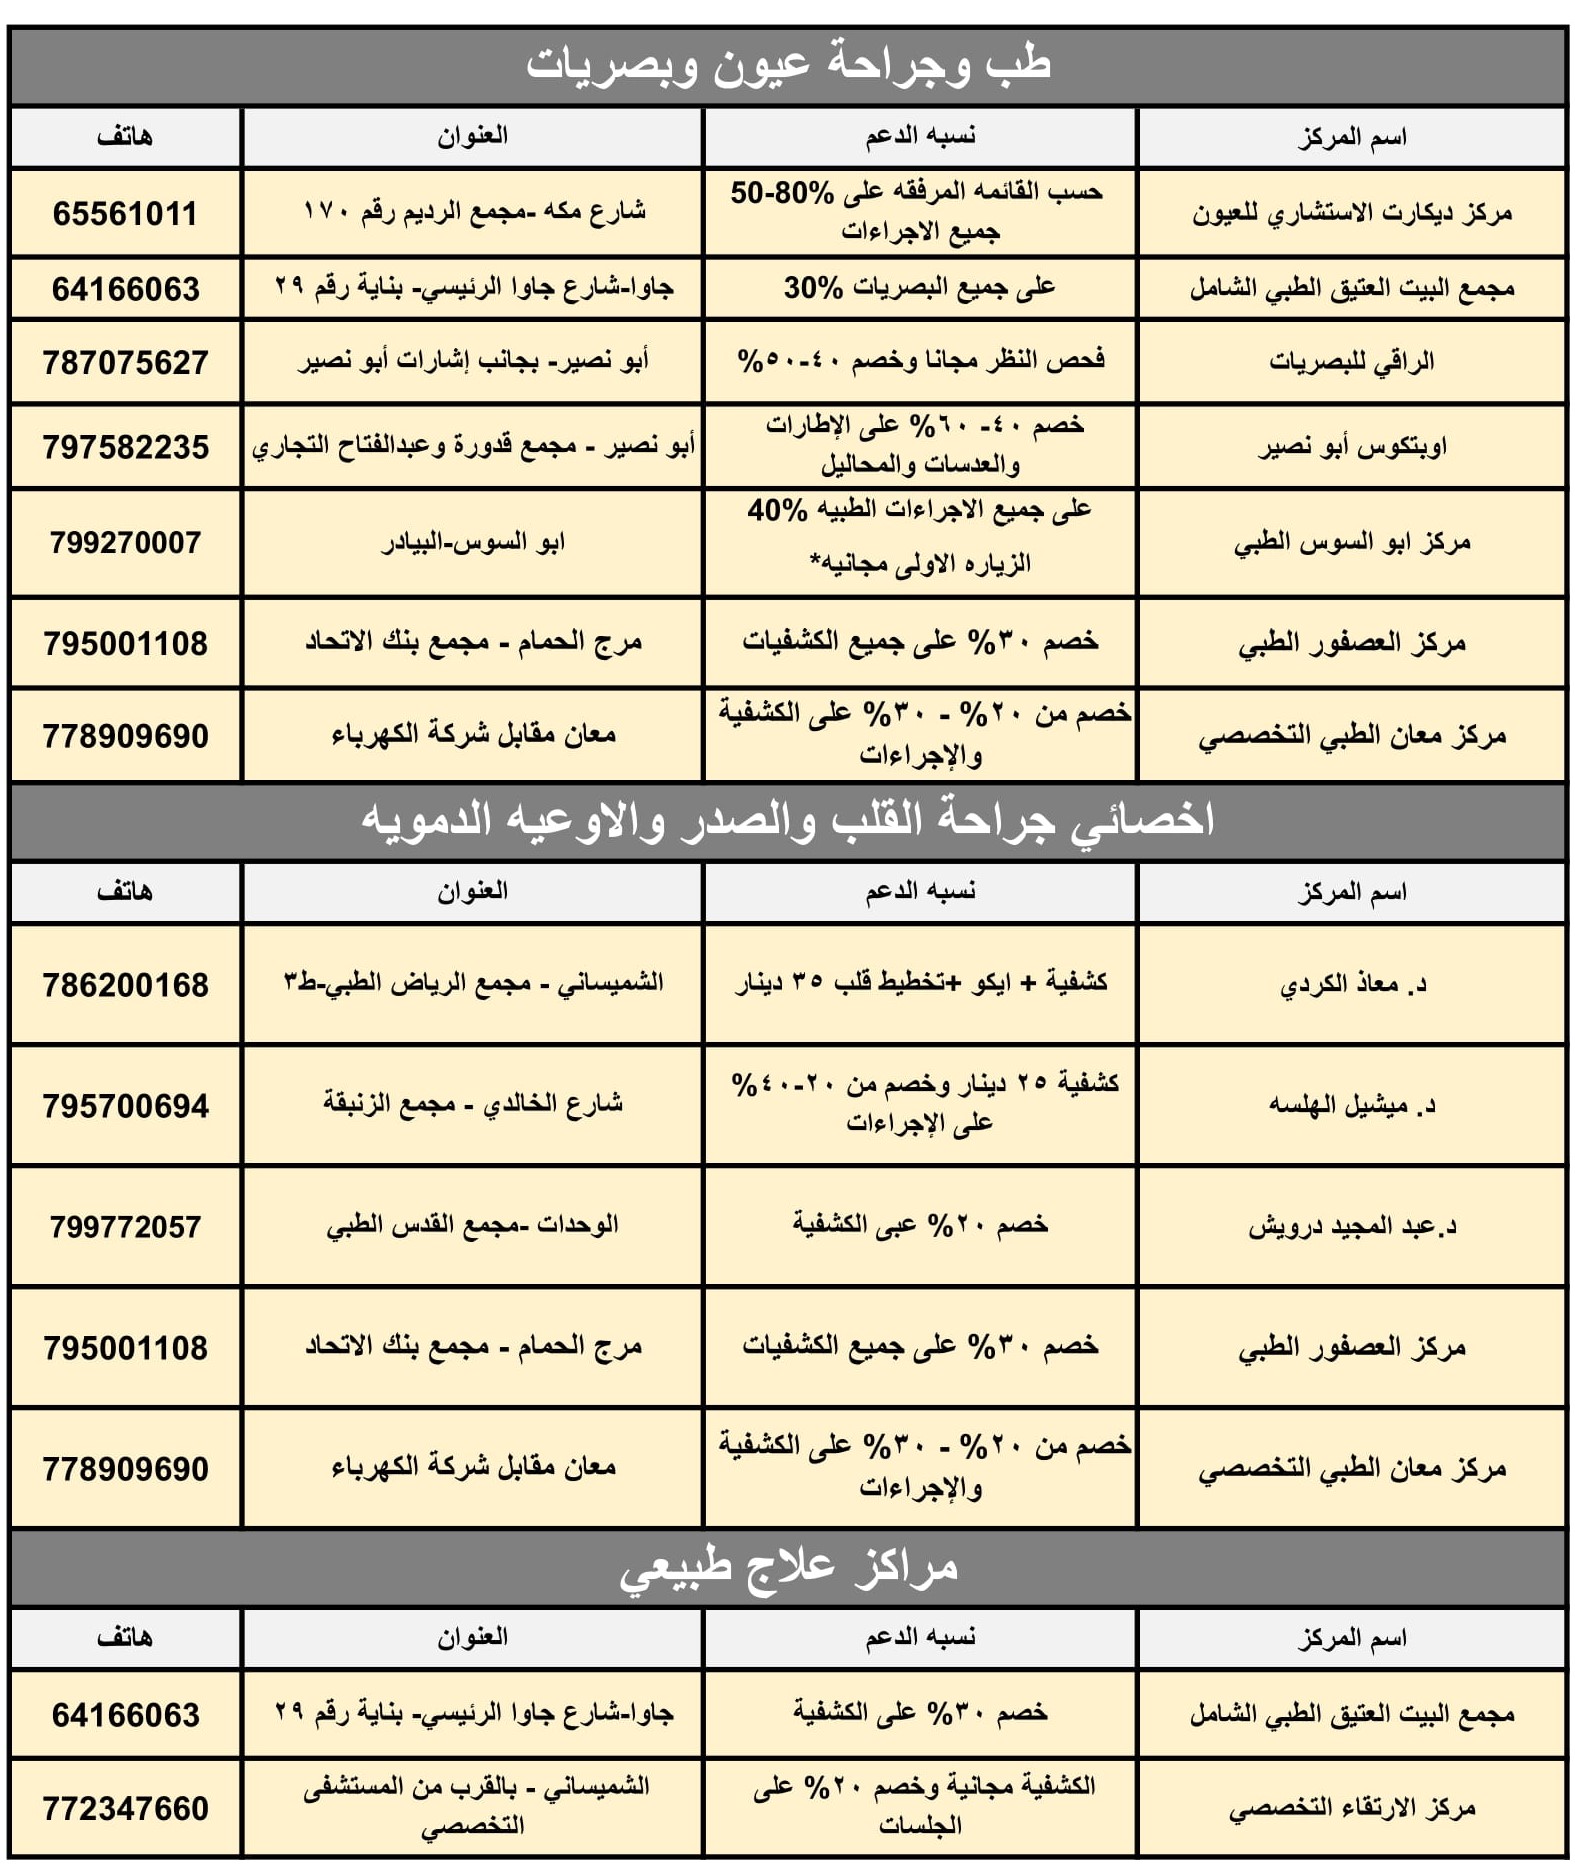 طب وجراحة عيون وبصريات
اسم المركز نسبه الدعم العنوان هاتف
مركز ديكارت الاستشاري للعيون حسب القائمه المرفقه على 50-80% شارع مكه -مجمع الرديم رقم ١٧٠ 65561011
جميع الاجراءات
مجمع البيت العتيق الطبي الشامل على جميع البصريات 30% جاوا-شارع جاوا الرئيسي- بناية رقم ٢٩ 64166063
الراقي للبصريات فحص النظر مجانا وخصم ٤٠-٥٠% أبو نصير- بجانب إشارات أبو نصير 787075627
اوبتكوس أبو نصير خصم ٤٠- ٦٠% على الإطارات أبو نصير - مجمع قدورة وعبدالفتاح التجاري 797582235
والعدسات والمحاليل
مركز ابو السوس الطبي على جميع الاجراءات الطبيه 40% ابو السوس-البيادر 799270007
الزياره الاولى مجانيه*
مركز العصفور الطبي خصم ٣٠% على جميع الكشفيات مرج الحمام - مجمع بنك الاتحاد 795001108
مركز معان الطبي التخصصي خصم من ٢٠% - ٣٠% على الكشفية معان مقابل شركة الكهرباء 778909690
والإجراءات
اخصائي جراحة القلب والصدر والاوعيه الدمويه
اسم المركز نسبه الدعم العنوان هاتف
د. معاذ الكردي كشفية + ايكو +تخطيط قلب ٣٥ دينار الشميساني - مجمع الرياض الطبي-ط٣ 786200168
د. ميشيل الهلسه كشفية ٢٥ دينار وخصم من ٢٠-٤٠% شارع الخالدي - مجمع الزنبقة 795700694
على الإجراءات
د.عبد المجيد درويش خصم ٢٠% عبى الكشفية الوحدات -مجمع القدس الطبي 799772057
مركز العصفور الطبي خصم ٣٠% على جميع الكشفيات مرج الحمام - مجمع بنك الاتحاد 795001108
مركز معان الطبي التخصصي خصم من ٢٠% - ٣٠% على الكشفية معان مقابل شركة الكهرباء 778909690
والإجراءات
مراكز علاج طبيعي
اسم المركز نسبه الدعم العنوان هاتف
مجمع البيت العتيق الطبي الشامل خصم ٣٠% على الكشفية جاوا-شارع جاوا الرئيسي- بناية رقم ٢٩ 64166063
مركز الارتقاء التخصصي الكشفية مجانية وخصم ٢٠% على الشميساني - بالقرب من المستشفى 772347660
الجلسات التخصصي